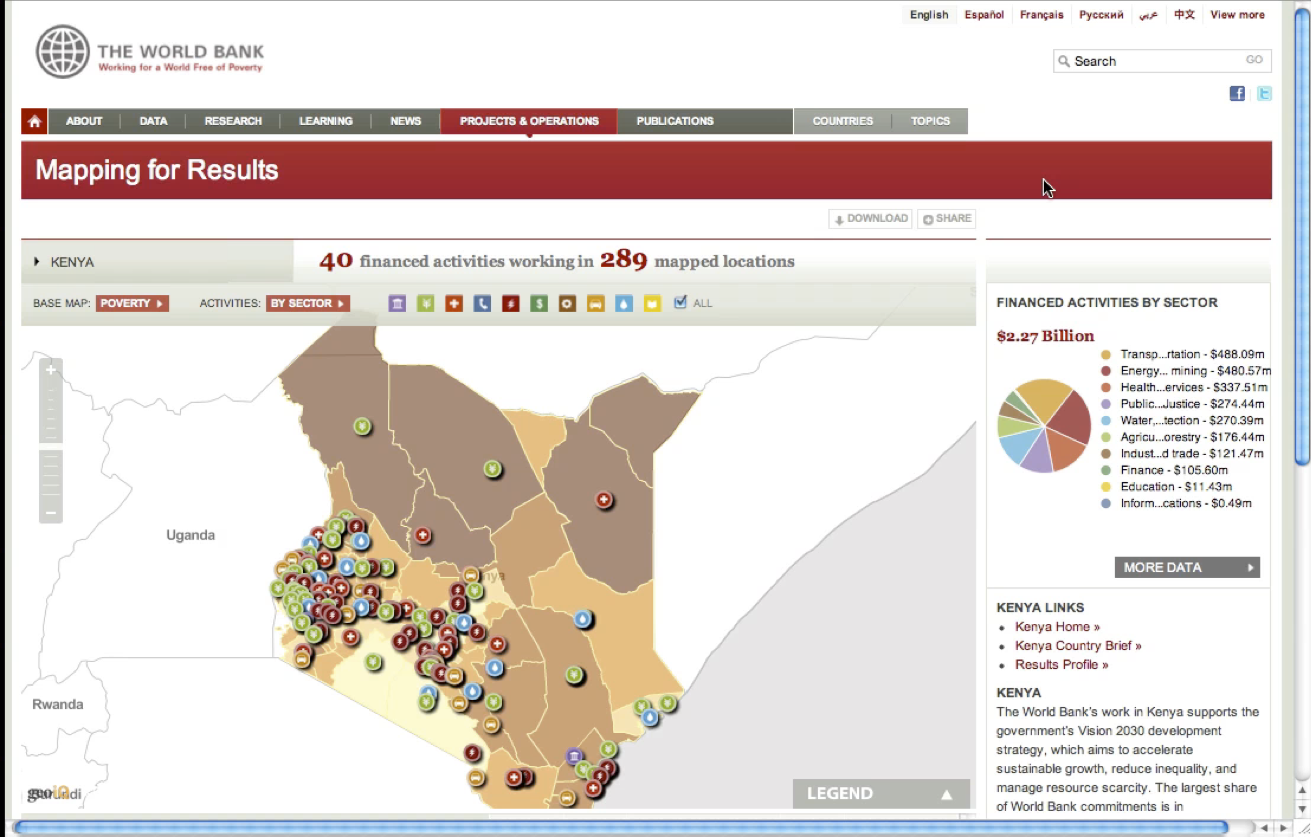 English Español Français Русский عربي 中文 View more
THE WORLD BANK
Working for a World Free of Poverty
Search GO
ABOUT DATA RESEARCH LEARNING NEWS PROJECTS & OPERATIONS PUBLICATIONS COUNTRIES TOPICS
Mapping for Results
DOWNLOAD SHARE
KENYA
40 financed activities working in 289 mapped locations
BASE MAP: POVERTY ACTIVITIES: BY SECTOR ALL
FINANCED ACTIVITIES BY SECTOR
$2.27 Billion
Transp...rtation - $488.09m
Energy... mining - $480.57m
Health...ervices - $337.51m
Public...Justice - $274.44m
Water,...tection - $270.39m
Agricu...orestry - $176.44m
Indust...d trade - $121.47m
Finance - $105.60m
Education - $11.43m
Inform...cations - $0.49m
MORE DATA
Uganda
Rwanda
LEGEND
KENYA LINKS
Kenya Home »
Kenya Country Brief »
Results Profile »
KENYA
The World Bank's work in Kenya supports the
government's Vision 2030 development
strategy, which aims to accelerate
sustainable growth, reduce inequality, and
manage resource scarcity. The largest share
of World Bank commitments is in